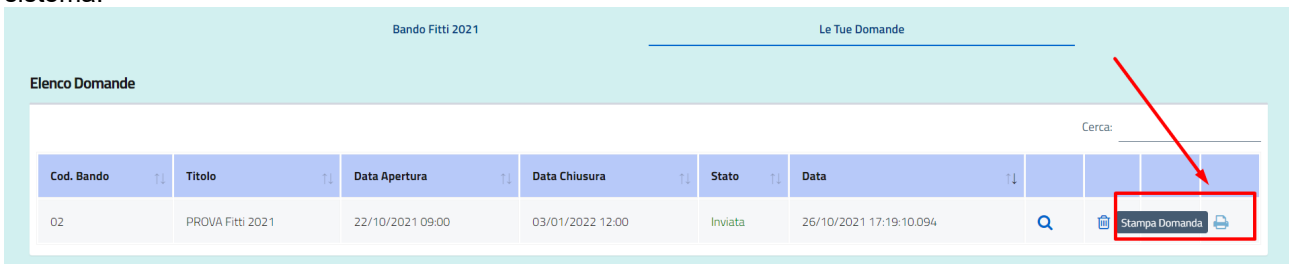 sistema.
Bando Fitti 2021 Le Tue Domande
Elenco Domande
Cerca:
Cod. Bando Titolo Data Apertura Data Chiusura Stato Data
02 PROVA Fitti 2021 22/10/2021 09:00 03/01/2022 12:00 Inviata 26/10/2021 17:19:10.094 Stampa Domanda